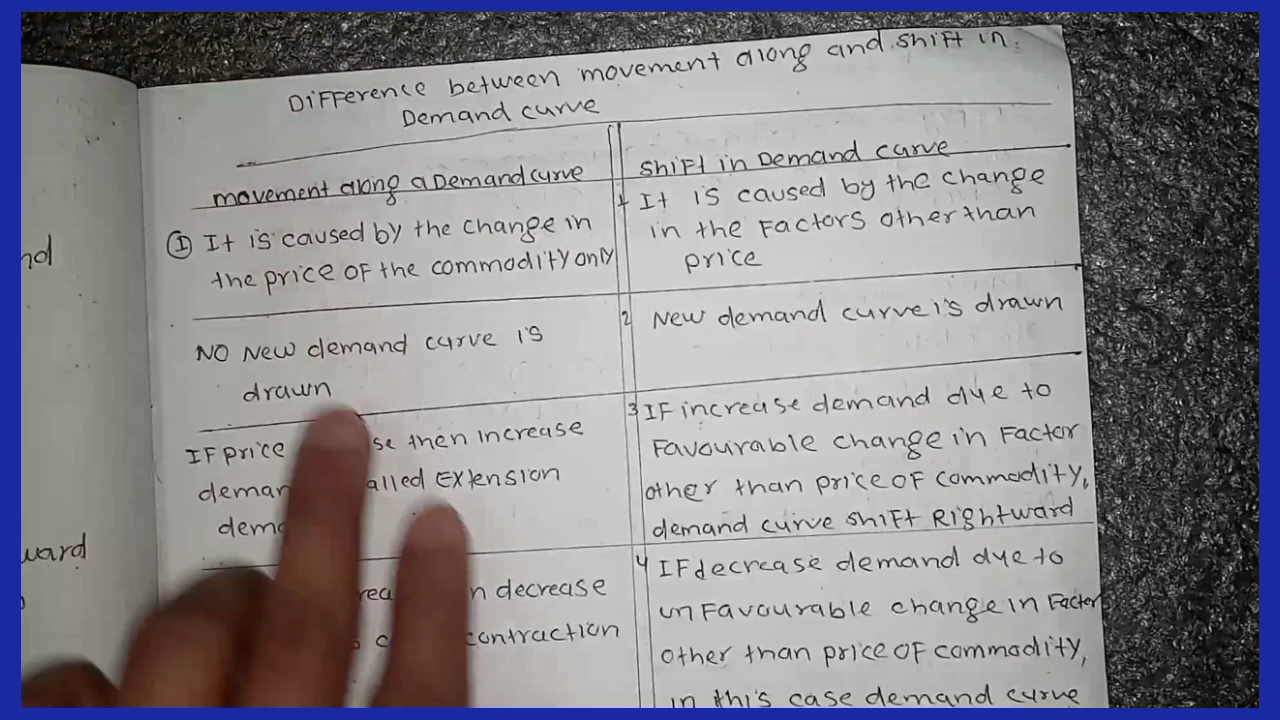 Difference between movement along and shift in
Demand curve
movement along a Demand curve
I It is caused by the change in
the price of the commodity only
No New demand curve is
drawn
IF price then increase
called Extension
shift in Demand curve
1 It is caused by the change
in the Factors other than
price
2 New demand curve is drawn
3 IF increase demand due to
Favourable change in Factor
other than price of commodity,
demand curve shift Rightward
4 IF decrease demand due to
unFavourable change in Factor
other than price of commodity,
in this case demand curve
decrease
contraction
nd
ward